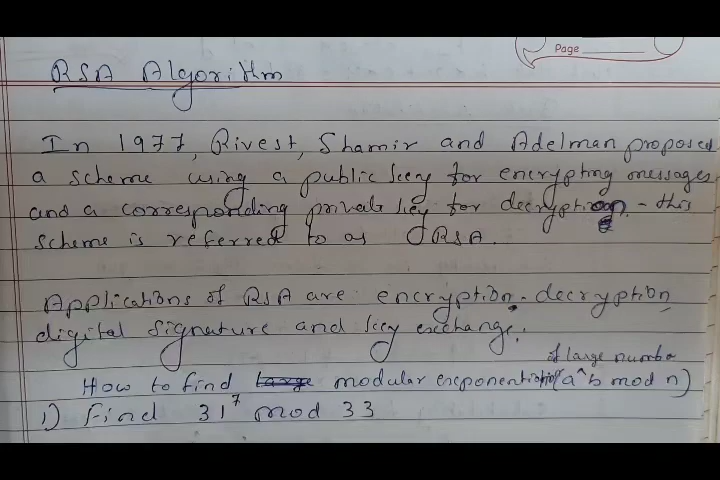 Page
RSA Algorithm
In 1977, Rivest, Shamir and Adelman proposed
a scheme using a public key for encrypting messages
and a corresponding private key for decryption. - this
scheme is referred to as RSA.
Applications of RSA are encryption - decryption,
digital signature and key exchange.
of large number
How to find large modular exponentiation (a^b mod n)
1) Find 31⁷ mod 33